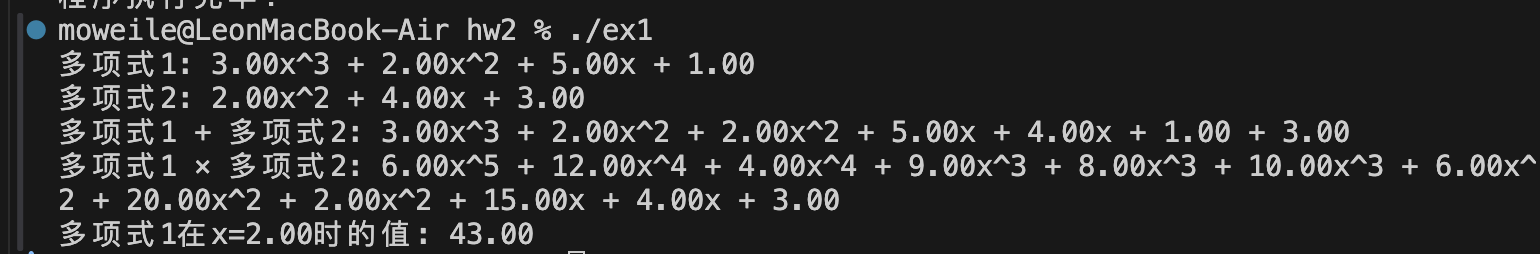 moweile@LeonMacBook-Air hw2 % ./ex1
多项式1: 3.00x^3 + 2.00x^2 + 5.00x + 1.00
多项式2: 2.00x^2 + 4.00x + 3.00
多项式1 + 多项式2: 3.00x^3 + 2.00x^2 + 2.00x^2 + 5.00x + 4.00x + 1.00 + 3.00
多项式1 × 多项式2: 6.00x^5 + 12.00x^4 + 4.00x^4 + 9.00x^3 + 8.00x^3 + 10.00x^3 + 6.00x^
2 + 20.00x^2 + 2.00x^2 + 15.00x + 4.00x + 3.00
多项式1在x=2.00时的值: 43.00